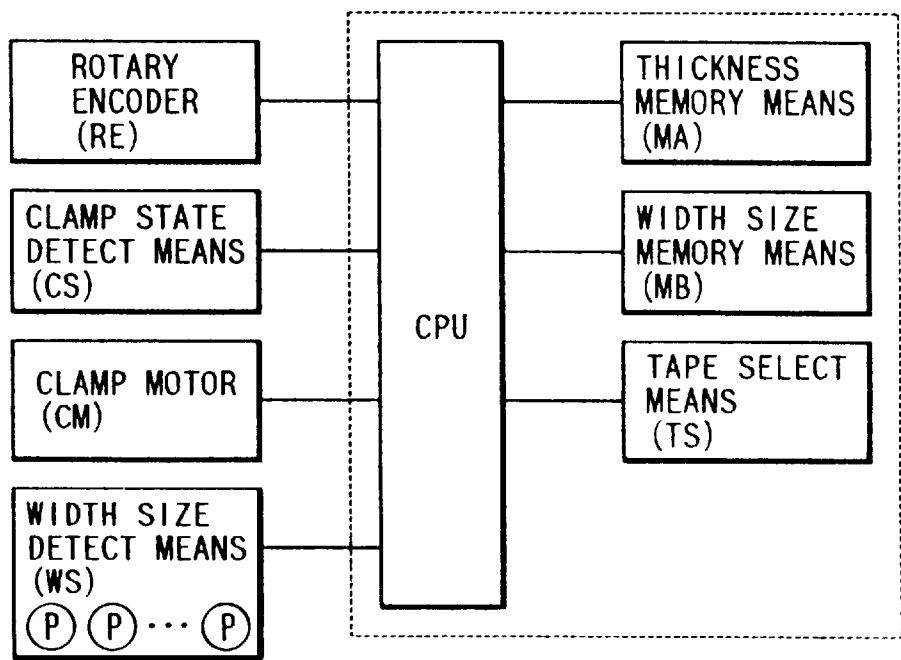 ROTARY
ENCODER
(RE)
CLAMP STATE
DETECT MEANS
(CS)
CLAMP MOTOR
(CM)
WIDTH SIZE
DETECT MEANS
(WS)
P P ··· P
CPU
THICKNESS
MEMORY MEANS
(MA)
WIDTH SIZE
MEMORY MEANS
(MB)
TAPE SELECT
MEANS
(TS)